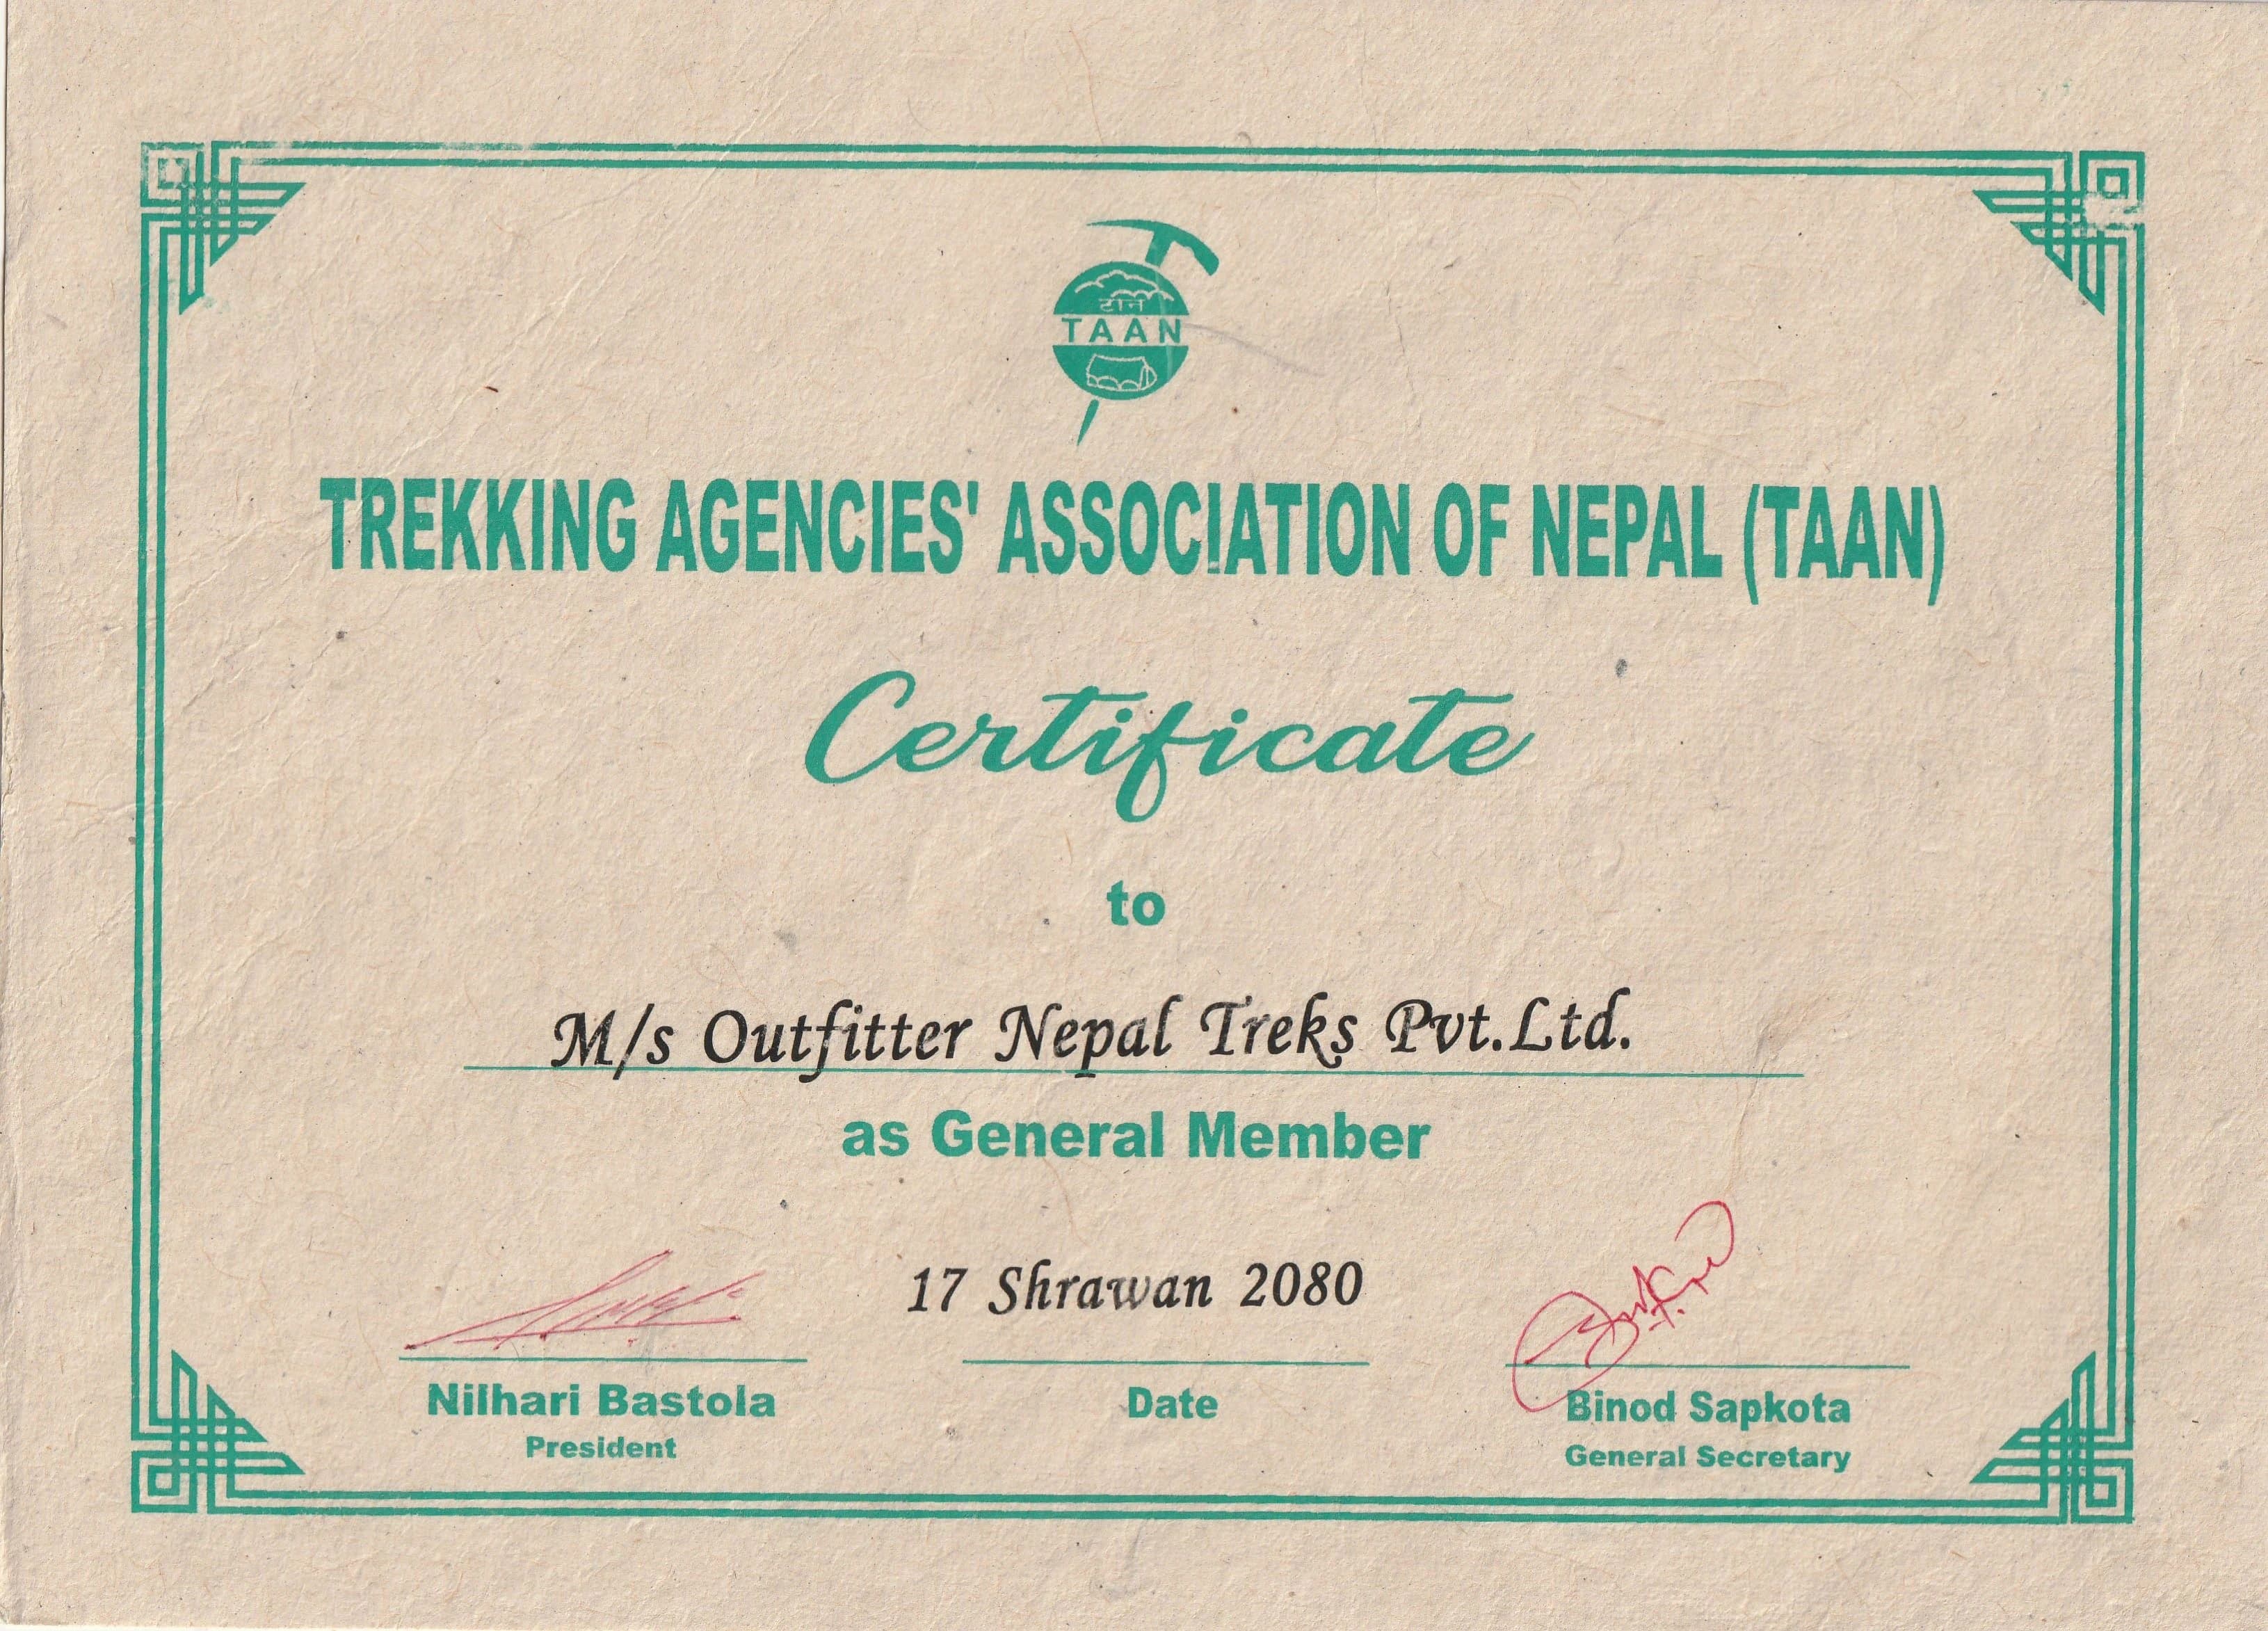 टान
TAAN
TREKKING AGENCIES' ASSOCIATION OF NEPAL (TAAN)
Certificate
to
M/s Outfitter Nepal Treks Pvt.Ltd.
as General Member
17 Shrawan 2080
Nilhari Bastola
Date
Binod Sapkota
President
General Secretary